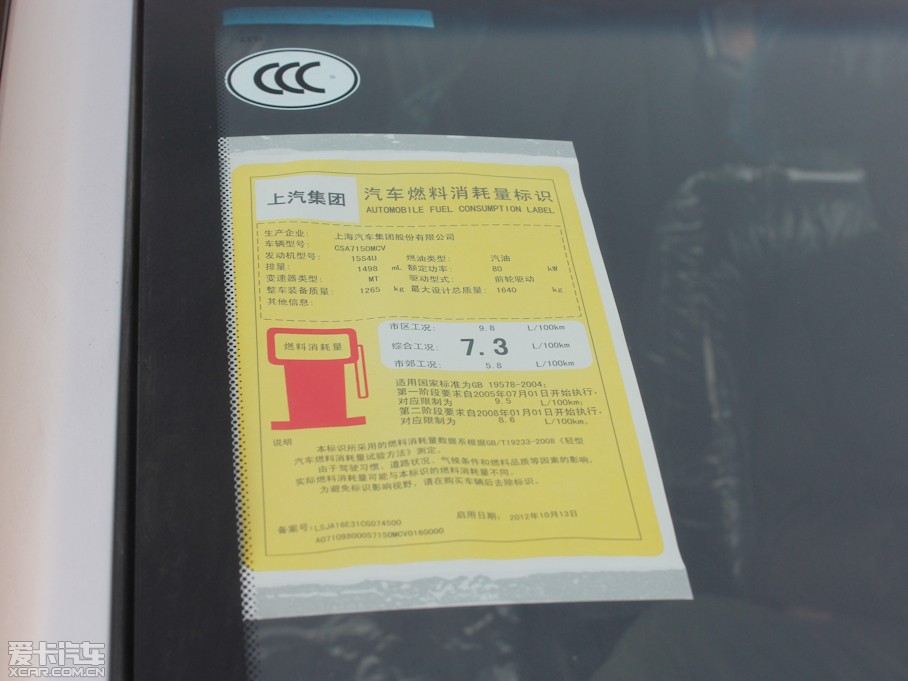 CCC
上汽集团
汽车燃料消耗量标识
AUTOMOBILE FUEL CONSUMPTION LABEL
生产企业: 上海汽车集团股份有限公司
车辆型号: CSA7150MCV
发动机型号: 15S4U 燃油类型: 汽油
排量: 1498 mL 额定功率: 80 kW
变速器类型: MT 驱动型式: 前轮驱动
整车装备质量: 1265 kg 最大设计总质量: 1640 kg
其他信息:
燃料消耗量
市区工况: 9.8 L/100km
综合工况: 7.3 L/100km
市郊工况: 5.8 L/100km
适用国家标准为GB 19578-2004;
第一阶段要求自2005年07月01日开始执行,
对应限制为 9.5 L/100km;
第二阶段要求自2008年01月01日开始执行,
对应限制为 8.6 L/100km。
说明
本标识所采用的燃料消耗量数据系根据GB/T19233-2008《轻型
汽车燃料消耗量试验方法》测定。
由于驾驶习惯、道路状况、气候条件和燃料品质等因素的影响,
实际燃料消耗量可能与本标识的燃料消耗量不同。
为避免标识影响视野, 请在购买车辆后去除标识。
备案号: LSJA16E31CG074500 启用日期: 2012年10月13日
A07109800057150MCV0160000
爱卡汽车
XCAR.COM.CN